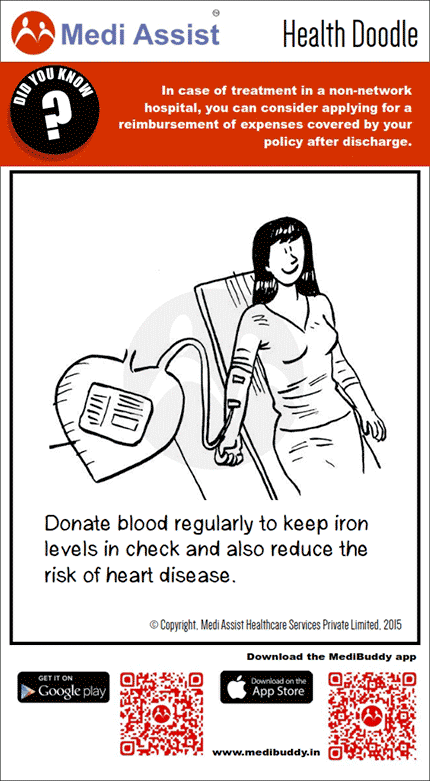 Medi Assist
Health Doodle
DID YOU KNOW
?
In case of treatment in a non-network
hospital, you can consider applying for a
reimbursement of expenses covered by your
policy after discharge.
Donate blood regularly to keep iron
levels in check and also reduce the
risk of heart disease.
© Copyright, Medi Assist Healthcare Services Private Limited, 2015
Download the MediBuddy app
GET IT ON
Google play
Download on the
App Store
www.medibuddy.in